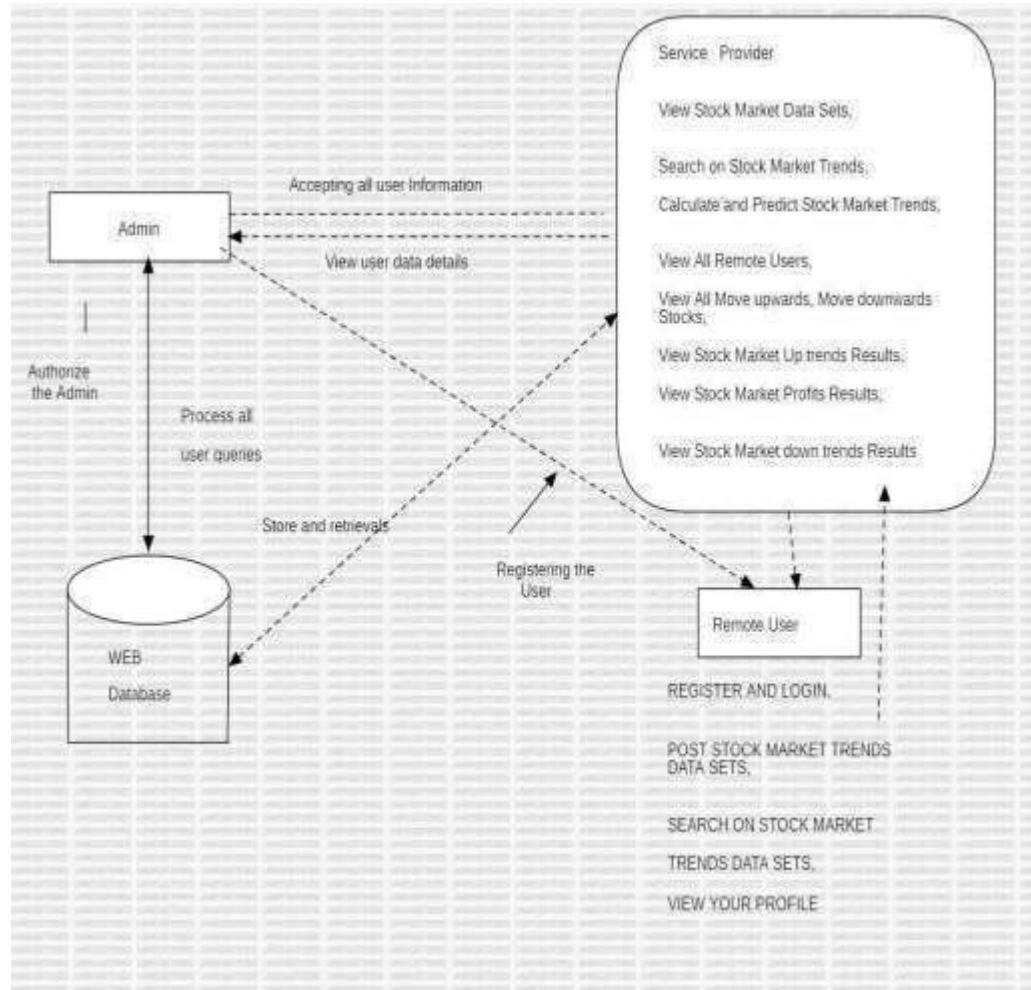 Service Provider
View Stock Market Data Sets,
Search on Stock Market Trends,
Calculate and Predict Stock Market Trends,
View All Remote Users,
View All Move upwards, Move downwards
Stocks,
View Stock Market Up trends Results,
View Stock Market Profits Results,
View Stock Market down trends Results
Accepting all user Information
Admin
View user data details
Authorize
the Admin
Process all
user queries
Store and retrievals
Registering the
User
WEB
Database
Remote User
REGISTER AND LOGIN,
POST STOCK MARKET TRENDS
DATA SETS,
SEARCH ON STOCK MARKET
TRENDS DATA SETS,
VIEW YOUR PROFILE